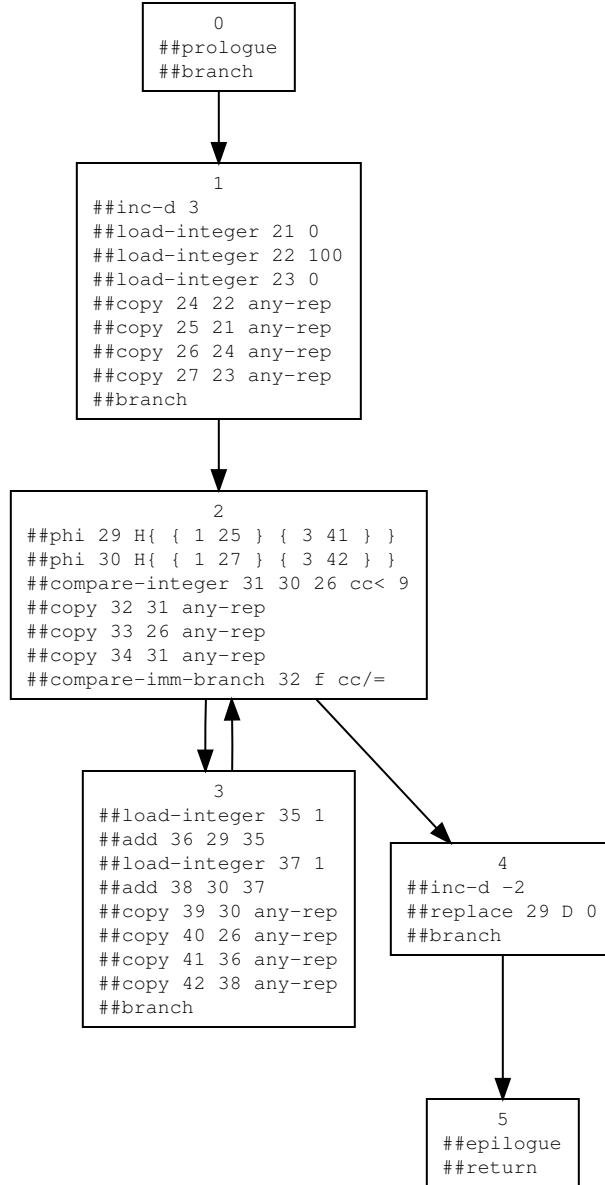 0
##prologue
##branch
1
##inc-d 3
##load-integer 21 0
##load-integer 22 100
##load-integer 23 0
##copy 24 22 any-rep
##copy 25 21 any-rep
##copy 26 24 any-rep
##copy 27 23 any-rep
##branch
2
##phi 29 H{ { 1 25 } { 3 41 } }
##phi 30 H{ { 1 27 } { 3 42 } }
##compare-integer 31 30 26 cc< 9
##copy 32 31 any-rep
##copy 33 26 any-rep
##copy 34 31 any-rep
##compare-imm-branch 32 f cc/=
3
##load-integer 35 1
##add 36 29 35
##load-integer 37 1
##add 38 30 37
##copy 39 30 any-rep
##copy 40 26 any-rep
##copy 41 36 any-rep
##copy 42 38 any-rep
##branch
4
##inc-d -2
##replace 29 D 0
##branch
5
##epilogue
##return